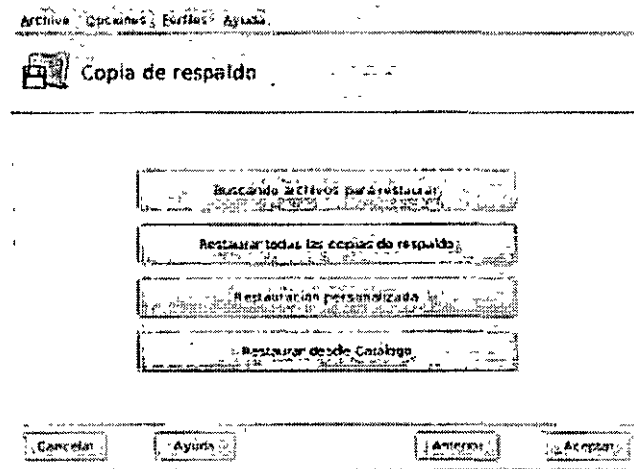 Archivo Opciones Perfiles Ayuda
Copia de respaldo
Buscando archivos para restaurar
Restaurar todas las copias de respaldo
Restauración personalizada
Restaurar desde Catálogo
Cancelar Ayuda Anterior Aceptar